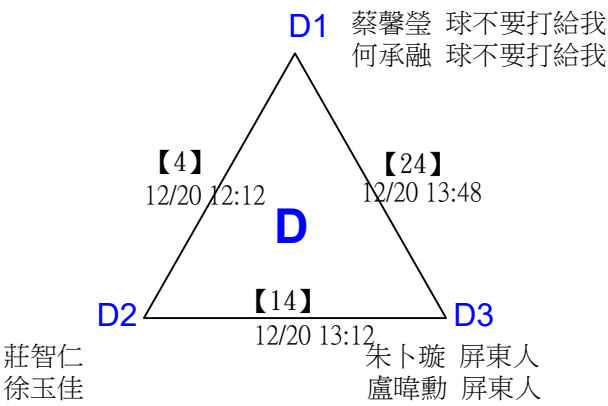 D1
蔡馨瑩 球不要打給我
何承融 球不要打給我
【4】
12/20 12:12
【24】
12/20 13:48
D
【14】
12/20 13:12
D2
莊智仁
徐玉佳
D3
朱卜璇 屏東人
盧暐勳 屏東人